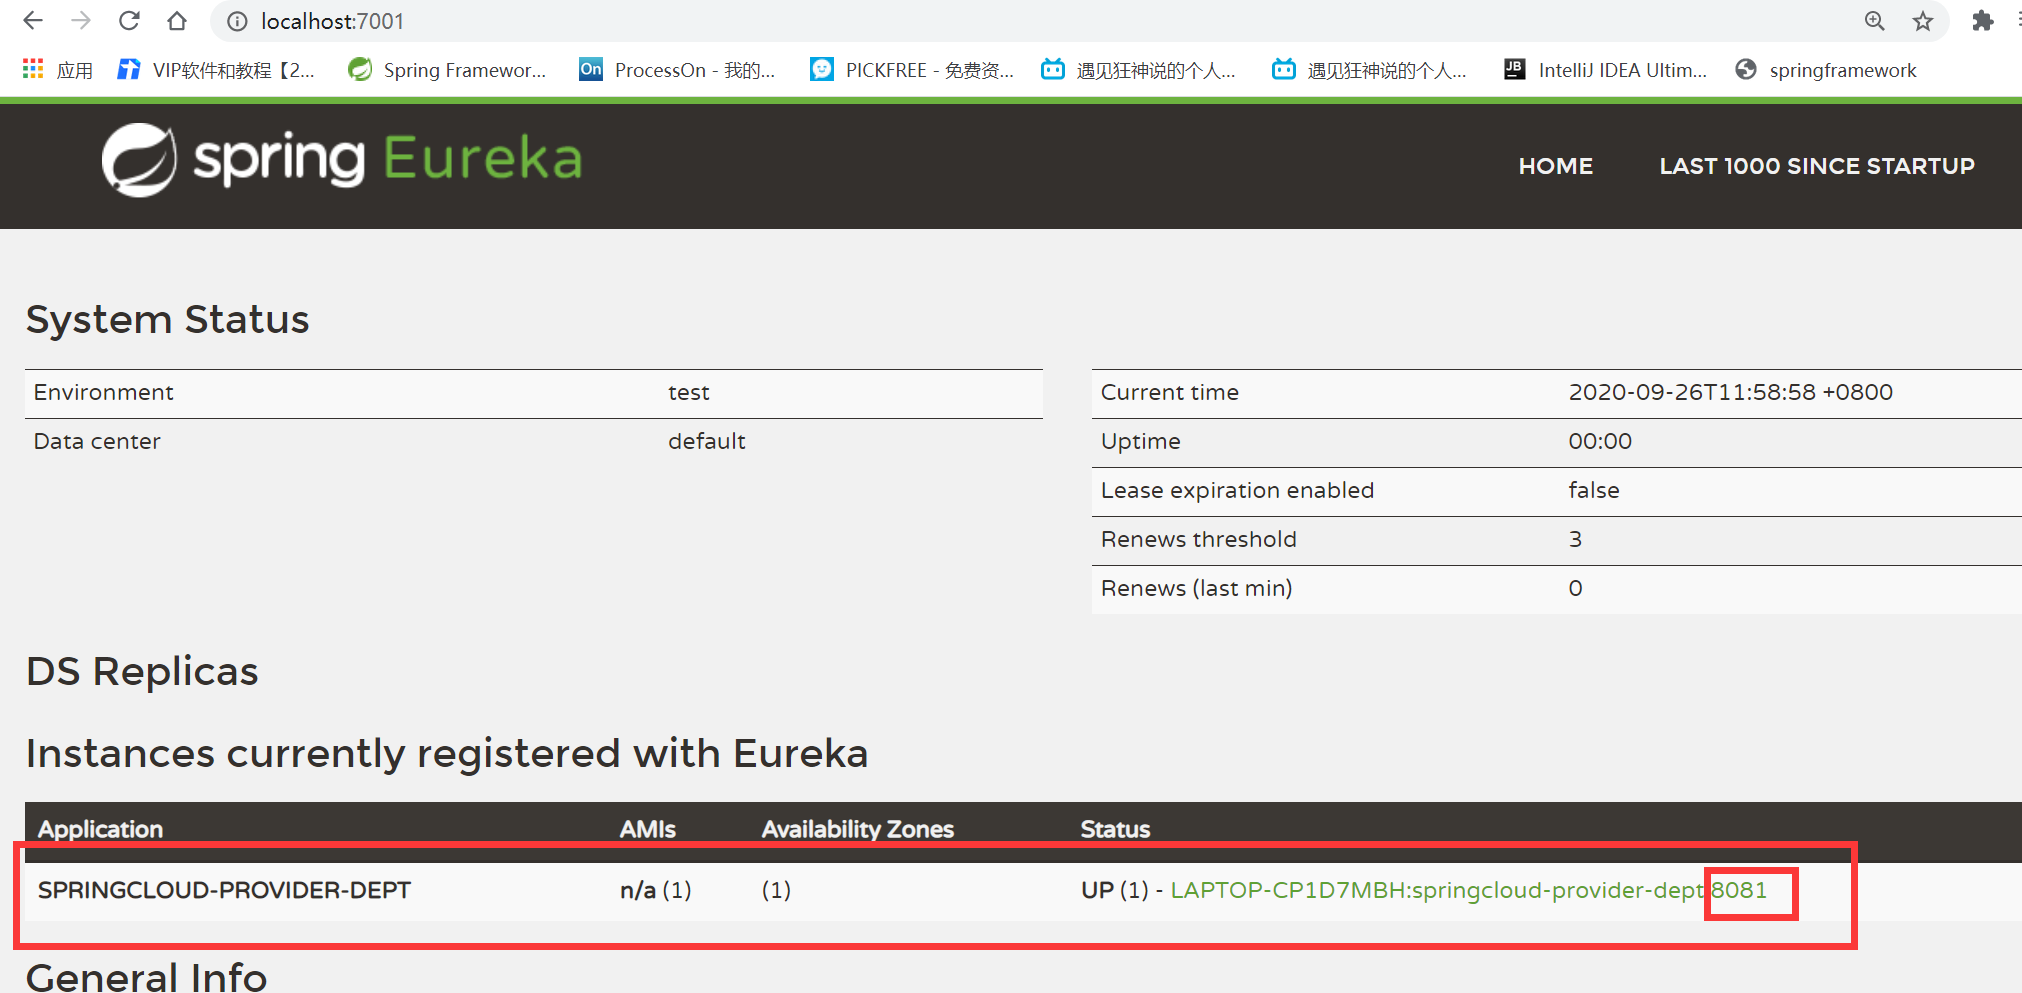 localhost:7001
应用 VIP软件和教程【2... Spring Framewor... On ProcessOn - 我的... PICKFREE - 免费资... 遇见狂神说的个人... 遇见狂神说的个人... JB IntelliJ IDEA Ultim... springframework
spring Eureka HOME LAST 1000 SINCE STARTUP
System Status
Environment test Current time 2020-09-26T11:58:58 +0800
Data center default Uptime 00:00
Lease expiration enabled false
Renews threshold 3
Renews (last min) 0
DS Replicas
Instances currently registered with Eureka
Application AMIs Availability Zones Status
SPRINGCLOUD-PROVIDER-DEPT n/a (1) (1) UP (1) - LAPTOP-CP1D7MBH:springcloud-provider-dept:8081
General Info